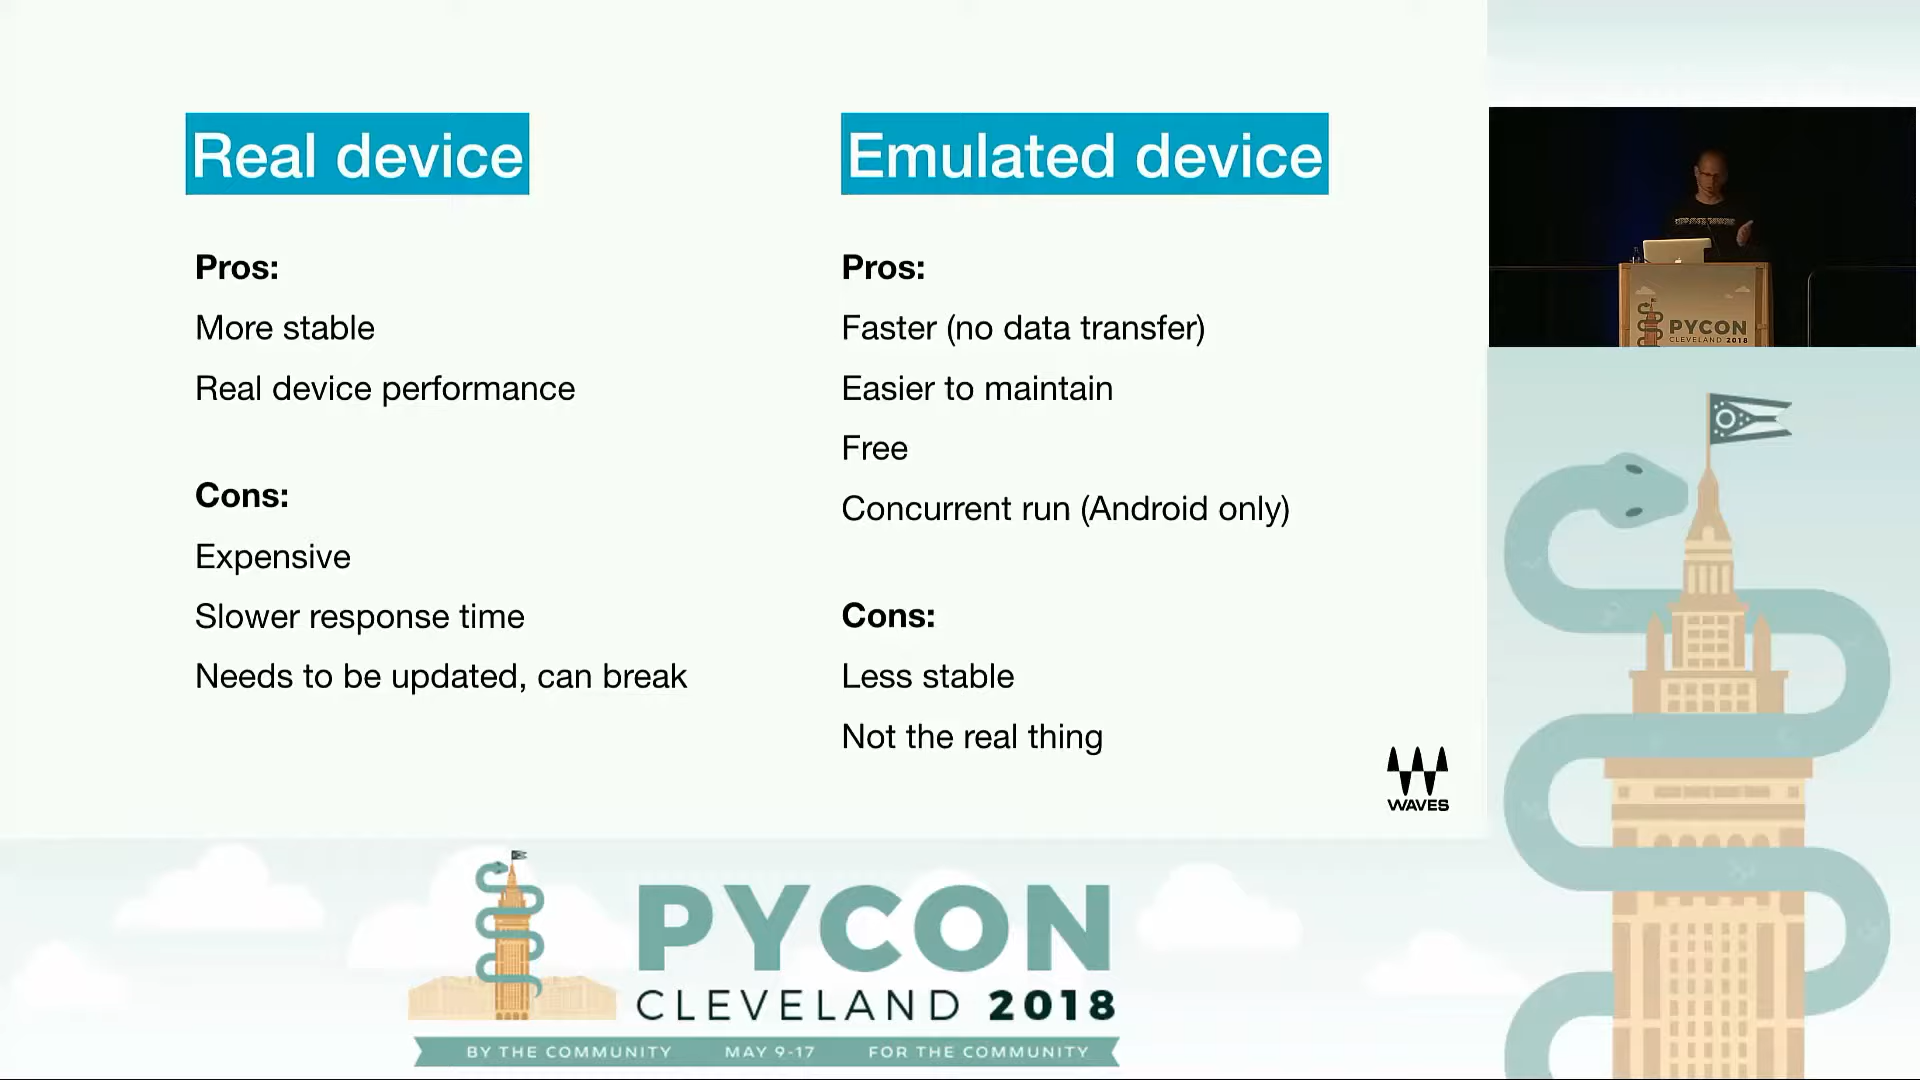 Real device
Pros:
More stable
Real device performance
Cons:
Expensive
Slower response time
Needs to be updated, can break
Emulated device
Pros:
Faster (no data transfer)
Easier to maintain
Free
Concurrent run (Android only)
Cons:
Less stable
Not the real thing
WAVES
PYCON
CLEVELAND 2018
PYCON
CLEVELAND 2018
BY THE COMMUNITY MAY 9-17 FOR THE COMMUNITY